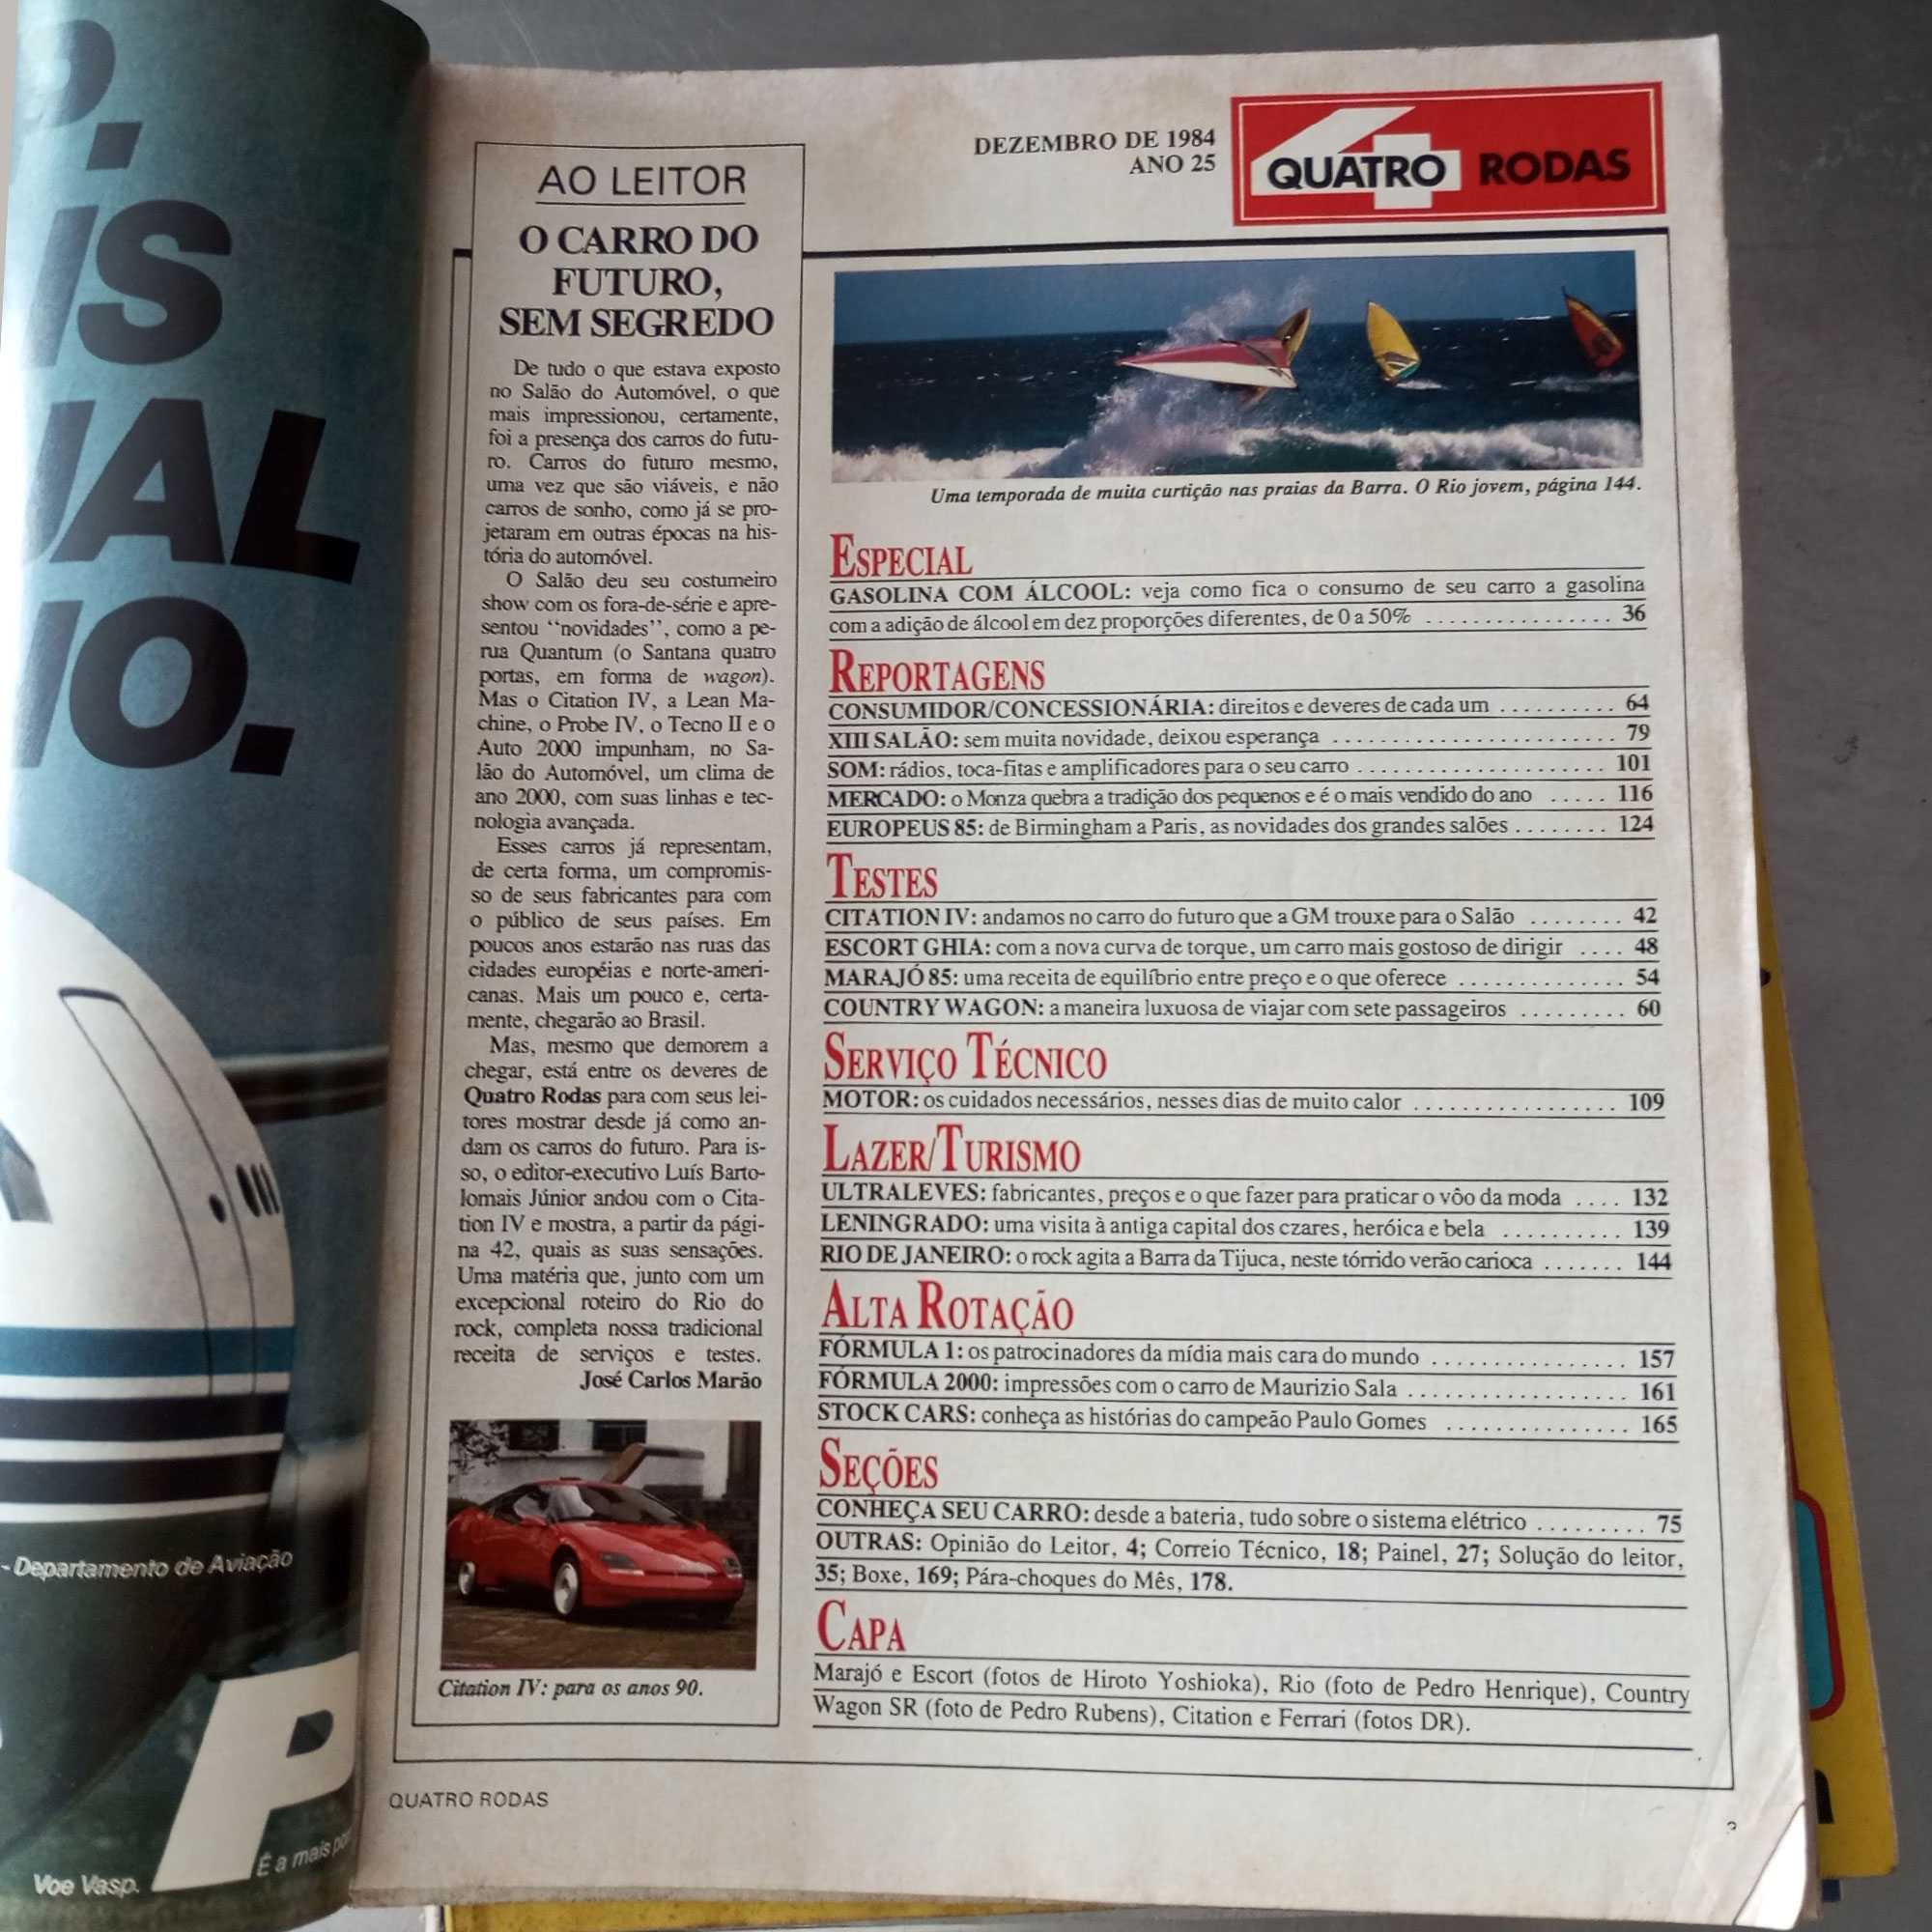 P.
IS
UAL
NO.
- Departamento de Aviação
P
É a mais
Voe Vasp.
AO LEITOR
O CARRO DO
FUTURO,
SEM SEGREDO
De tudo o que estava exposto
no Salão do Automóvel, o que
mais impressionou, certamente,
foi a presença dos carros do futu-
ro. Carros do futuro mesmo,
uma vez que são viáveis, e não
carros de sonho, como já se pro-
jetaram em outras épocas na his-
tória do automóvel.
O Salão deu seu costumeiro
show com os fora-de-série e apre-
sentou "novidades", como a pe-
rua Quantum (o Santana quatro
portas, em forma de wagon).
Mas o Citation IV, a Lean Ma-
chine, o Probe IV, o Tecno II e o
Auto 2000 impunham, no Sa-
lão do Automóvel, um clima de
ano 2000, com suas linhas e tec-
nologia avançada.
Esses carros já representam,
de certa forma, um compromis-
so de seus fabricantes para com
o público de seus países. Em
poucos anos estarão nas ruas das
cidades européias e norte-ameri-
canas. Mais um pouco e, certa-
mente, chegarão ao Brasil.
Mas, mesmo que demorem a
chegar, está entre os deveres de
Quatro Rodas para com seus lei-
tores mostrar desde já como an-
dam os carros do futuro. Para is-
so, o editor-executivo Luís Barto-
lomais Júnior andou com o Cita-
tion IV e mostra, a partir da pági-
na 42, quais as suas sensações.
Uma matéria que, junto com um
excepcional roteiro do Rio do
rock, completa nossa tradicional
receita de serviços e testes.
José Carlos Marão
Citation IV: para os anos 90.
DEZEMBRO DE 1984
ANO 25
4
QUATRO RODAS
Uma temporada de muita curtição nas praias da Barra. O Rio jovem, página 144.
ESPECIAL
GASOLINA COM ÁLCOOL: veja como fica o consumo de seu carro a gasolina
com a adição de álcool em dez proporções diferentes, de 0 a 50% ................ 36
REPORTAGENS
CONSUMIDOR/CONCESSIONÁRIA: direitos e deveres de cada um .......... 64
XIII SALÃO: sem muita novidade, deixou esperança ........................ 79
SOM: rádios, toca-fitas e amplificadores para o seu carro ..................... 101
MERCADO: o Monza quebra a tradição dos pequenos e é o mais vendido do ano ..... 116
EUROPEUS 85: de Birmingham a Paris, as novidades dos grandes salões ........ 124
TESTES
CITATION IV: andamos no carro do futuro que a GM trouxe para o Salão ........ 42
ESCORT GHIA: com a nova curva de torque, um carro mais gostoso de dirigir .... 48
MARAJÓ 85: uma receita de equilíbrio entre preço e o que oferece .............. 54
COUNTRY WAGON: a maneira luxuosa de viajar com sete passageiros ......... 60
SERVIÇO TÉCNICO
MOTOR: os cuidados necessários, nesses dias de muito calor ................. 109
LAZER/TURISMO
ULTRALEVES: fabricantes, preços e o que fazer para praticar o vôo da moda .... 132
LENINGRADO: uma visita à antiga capital dos czares, heróica e bela .......... 139
RIO DE JANEIRO: o rock agita a Barra da Tijuca, neste tórrido verão carioca ....... 144
ALTA ROTAÇÃO
FÓRMULA 1: os patrocinadores da mídia mais cara do mundo ................ 157
FÓRMULA 2000: impressões com o carro de Maurizio Sala .................. 161
STOCK CARS: conheça as histórias do campeão Paulo Gomes ............... 165
SEÇÕES
CONHEÇA SEU CARRO: desde a bateria, tudo sobre o sistema elétrico ......... 75
OUTRAS: Opinião do Leitor, 4; Correio Técnico, 18; Painel, 27; Solução do leitor,
35; Boxe, 169; Pára-choques do Mês, 178.
CAPA
Marajó e Escort (fotos de Hiroto Yoshioka), Rio (foto de Pedro Henrique), Country
Wagon SR (foto de Pedro Rubens), Citation e Ferrari (fotos DR).
QUATRO RODAS